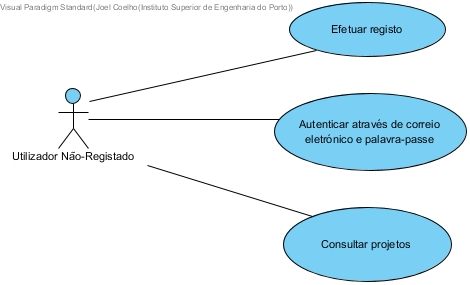 Visual Paradigm Standard(Joel Coelho(Instituto Superior de Engenharia do Porto))
Efetuar registo
Autenticar através de correio
eletrónico e palavra-passe
Utilizador Não-Registado
Consultar projetos